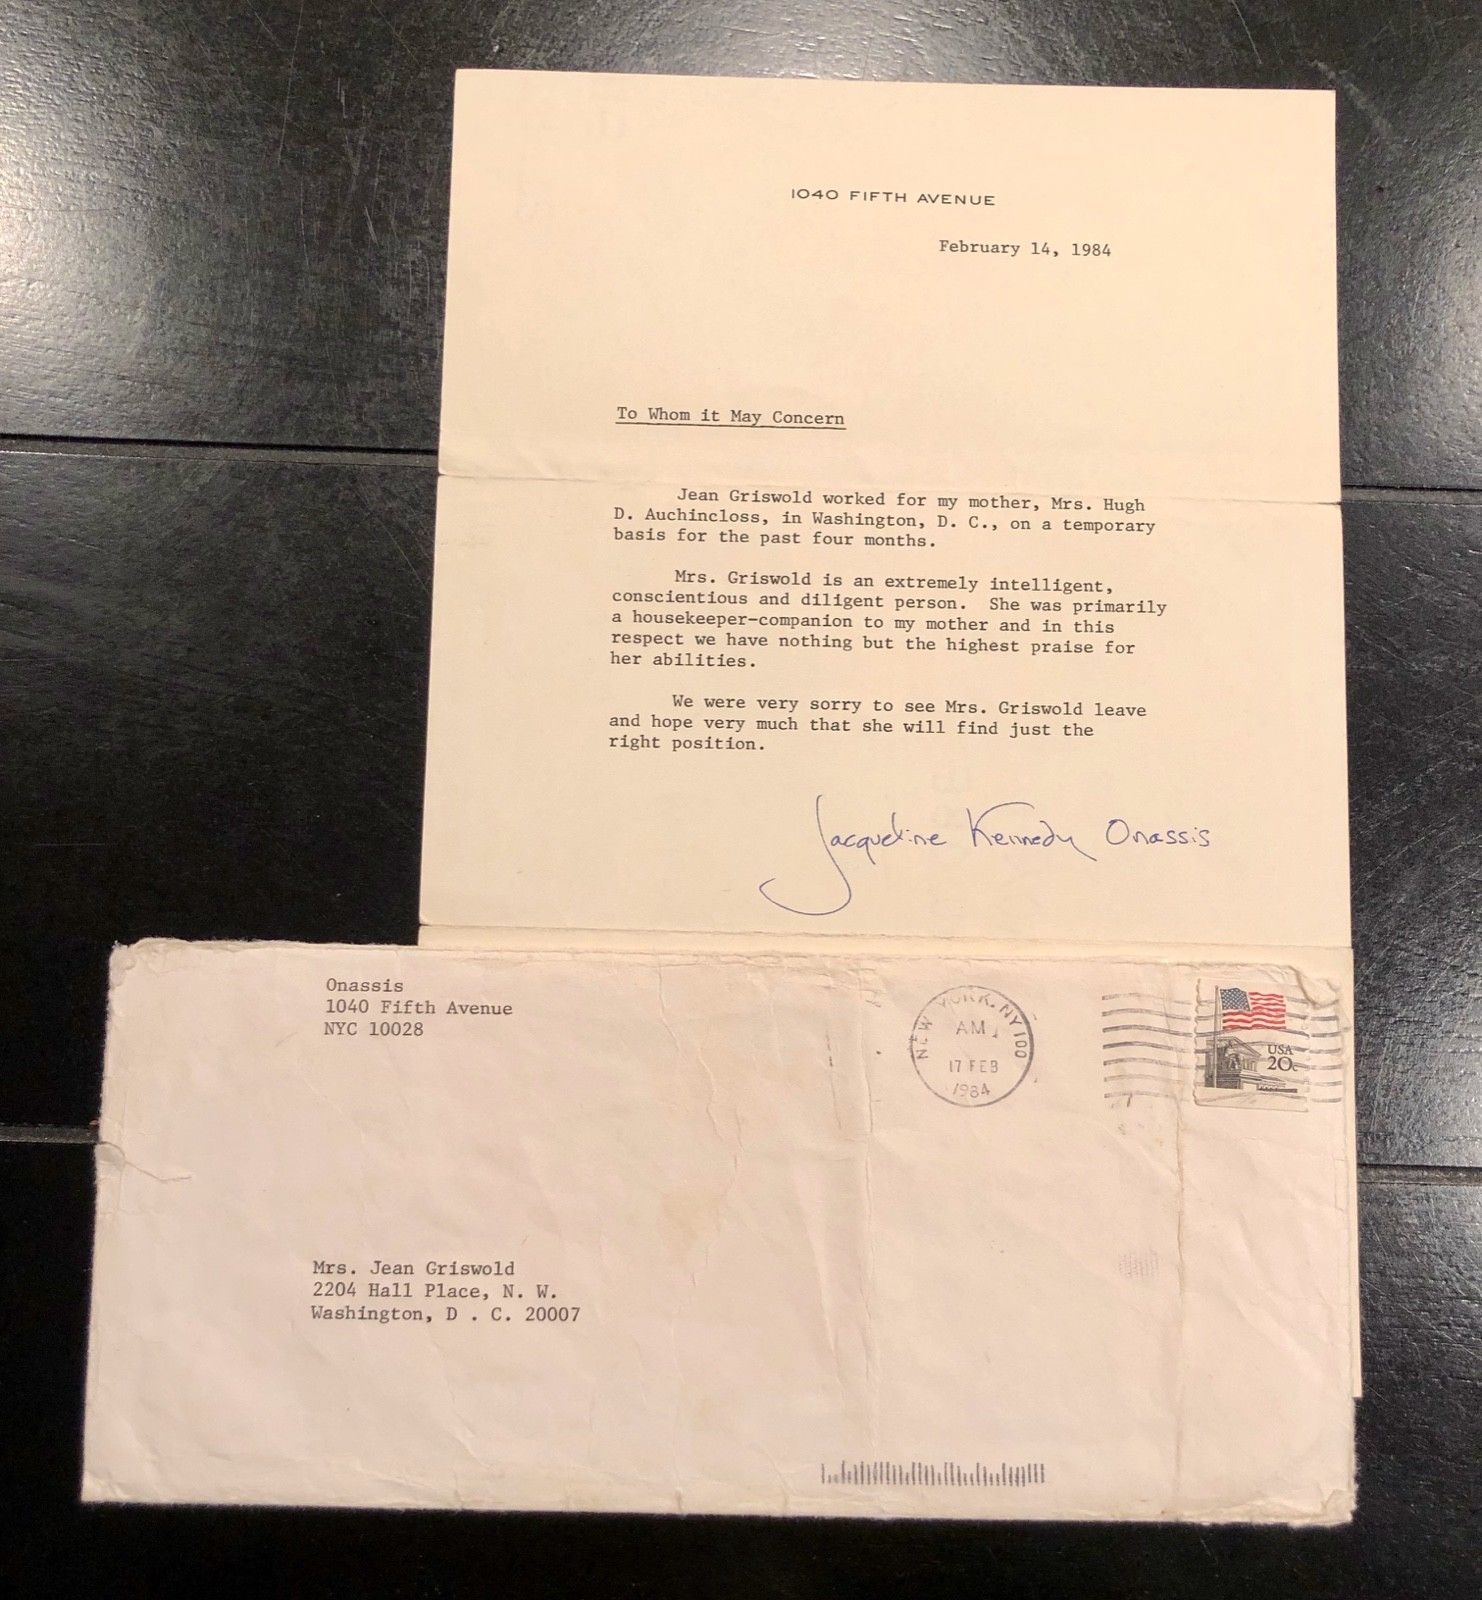 1040 FIFTH AVENUE
February 14, 1984
To Whom it May Concern
Jean Griswold worked for my mother, Mrs. Hugh
D. Auchincloss, in Washington, D. C., on a temporary
basis for the past four months.
Mrs. Griswold is an extremely intelligent,
conscientious and diligent person. She was primarily
a housekeeper-companion to my mother and in this
respect we have nothing but the highest praise for
her abilities.
We were very sorry to see Mrs. Griswold leave
and hope very much that she will find just the
right position.
Jacqueline Kennedy Onassis
Onassis
1040 Fifth Avenue
NYC 10028
NEW YORK, NY 100
AM
17 FEB
1984
USA
20c
Mrs. Jean Griswold
2204 Hall Place, N. W.
Washington, D . C. 20007